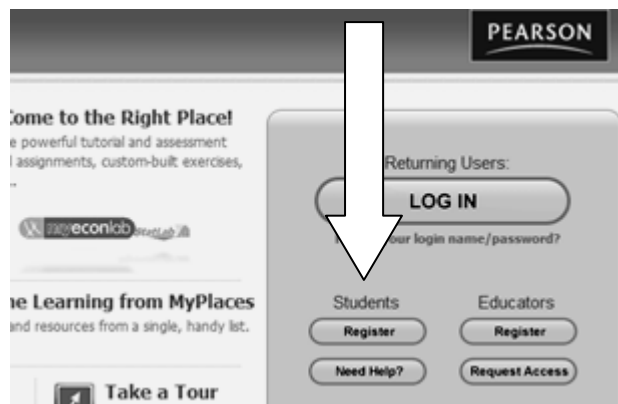 PEARSON
ome to the Right Place!
powerful tutorial and assessment
assignments, custom-built exercises,
..
myeconlab
Returning Users:
LOG IN
our login name/password?
ne Learning from MyPlaces
and resources from a single, handy list.
Students Educators
Register Register
Need Help? Request Access
Take a Tour